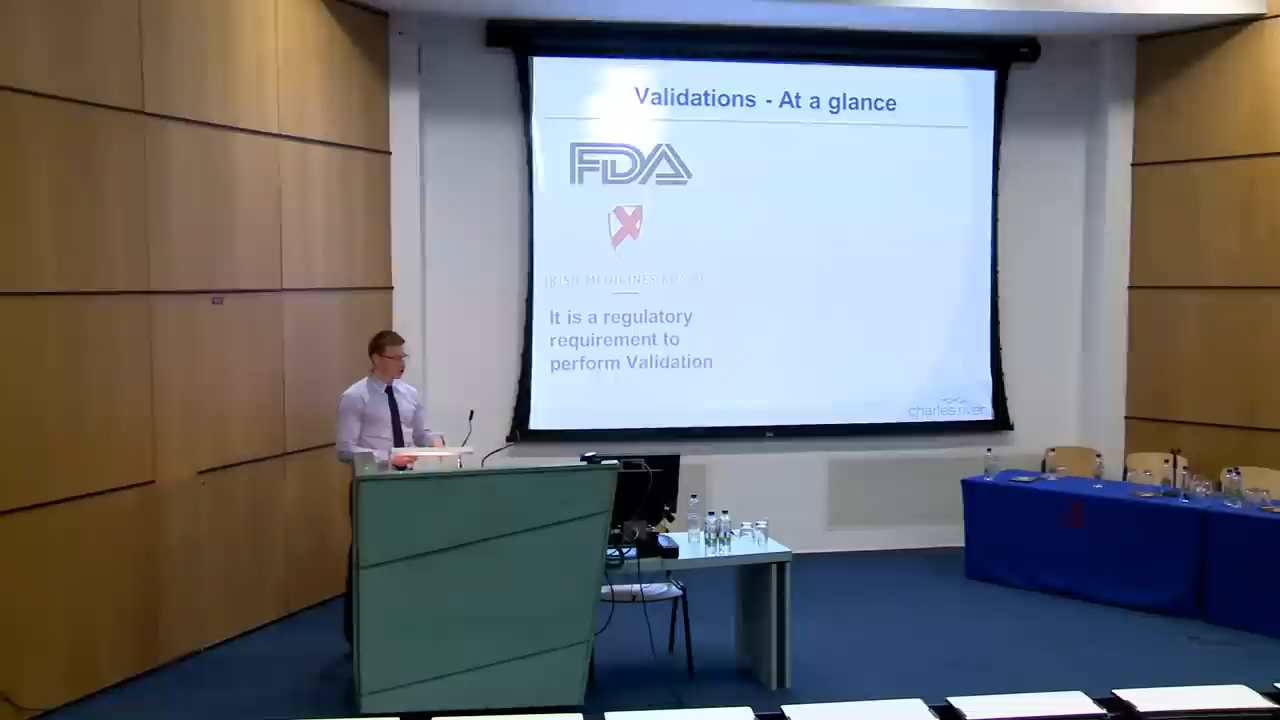 Validations - At a glance
FDA
IRISH MEDICINES BOARD
It is a regulatory
requirement to
perform Validation
charles river